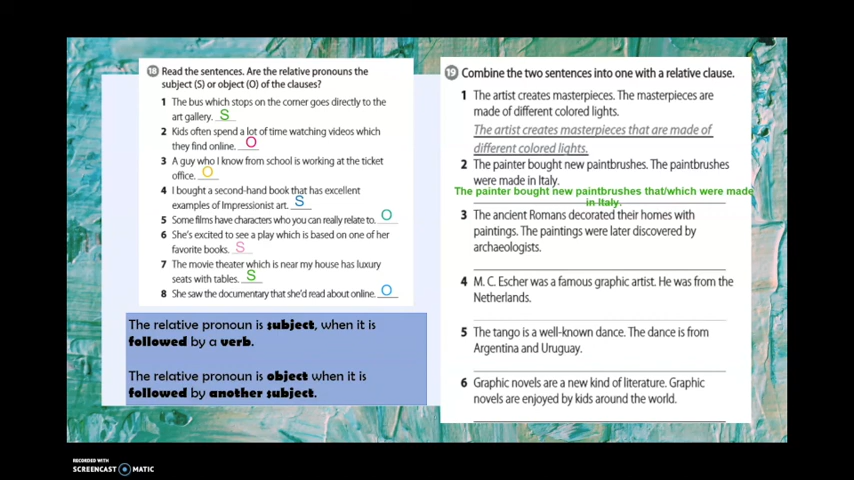 18 Read the sentences. Are the relative pronouns the
subject (S) or object (O) of the clauses?
1 The bus which stops on the corner goes directly to the
art gallery. S
2 Kids often spend a lot of time watching videos which
they find online. O
3 A guy who I know from school is working at the ticket
office. O
4 I bought a second-hand book that has excellent
examples of Impressionist art. S
5 Some films have characters who you can really relate to. O
6 She's excited to see a play which is based on one of her
favorite books. S
7 The movie theater which is near my house has luxury
seats with tables. S
8 She saw the documentary that she'd read about online. O
The relative pronoun is subject, when it is
followed by a verb.
The relative pronoun is object when it is
followed by another subject.
19 Combine the two sentences into one with a relative clause.
1 The artist creates masterpieces. The masterpieces are
made of different colored lights.
The artist creates masterpieces that are made of
different colored lights.
2 The painter bought new paintbrushes. The paintbrushes
were made in Italy.
The painter bought new paintbrushes that/which were made
in Italy.
3 The ancient Romans decorated their homes with
paintings. The paintings were later discovered by
archaeologists.
4 M. C. Escher was a famous graphic artist. He was from the
Netherlands.
5 The tango is a well-known dance. The dance is from
Argentina and Uruguay.
6 Graphic novels are a new kind of literature. Graphic
novels are enjoyed by kids around the world.
RECORDED WITH
SCREENCAST MATIC